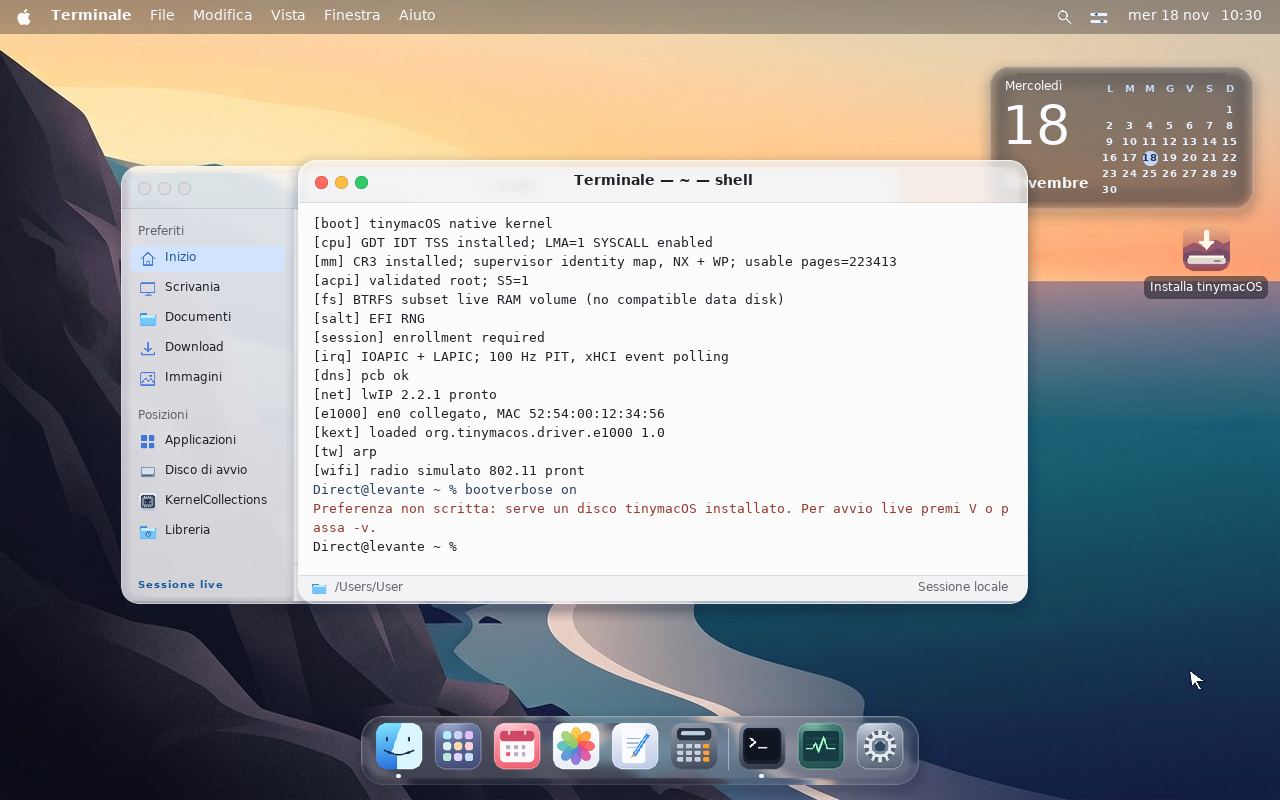 Terminale File Modifica Vista Finestra Aiuto mer 18 nov 10:30
Mercoledì
18
vembre
L M M G V S D
1
2 3 4 5 6 7 8
9 10 11 12 13 14 15
16 17 18 19 20 21 22
23 24 25 26 27 28 29
30
Installa tinymacOS
Preferiti
Inizio
Scrivania
Documenti
Download
Immagini
Posizioni
Applicazioni
Disco di avvio
KernelCollections
Libreria
Sessione live
Terminale — ~ — shell
[boot] tinymacOS native kernel
[cpu] GDT IDT TSS installed; LMA=1 SYSCALL enabled
[mm] CR3 installed; supervisor identity map, NX + WP; usable pages=223413
[acpi] validated root; S5=1
[fs] BTRFS subset live RAM volume (no compatible data disk)
[salt] EFI RNG
[session] enrollment required
[irq] IOAPIC + LAPIC; 100 Hz PIT, xHCI event polling
[dns] pcb ok
[net] lwIP 2.2.1 pronto
[e1000] en0 collegato, MAC 52:54:00:12:34:56
[kext] loaded org.tinymacos.driver.e1000 1.0
[tw] arp
[wifi] radio simulato 802.11 pront
Direct@levante ~ % bootverbose on
Preferenza non scritta: serve un disco tinymacOS installato. Per avvio live premi V o p
assa -v.
Direct@levante ~ %
/Users/User Sessione locale